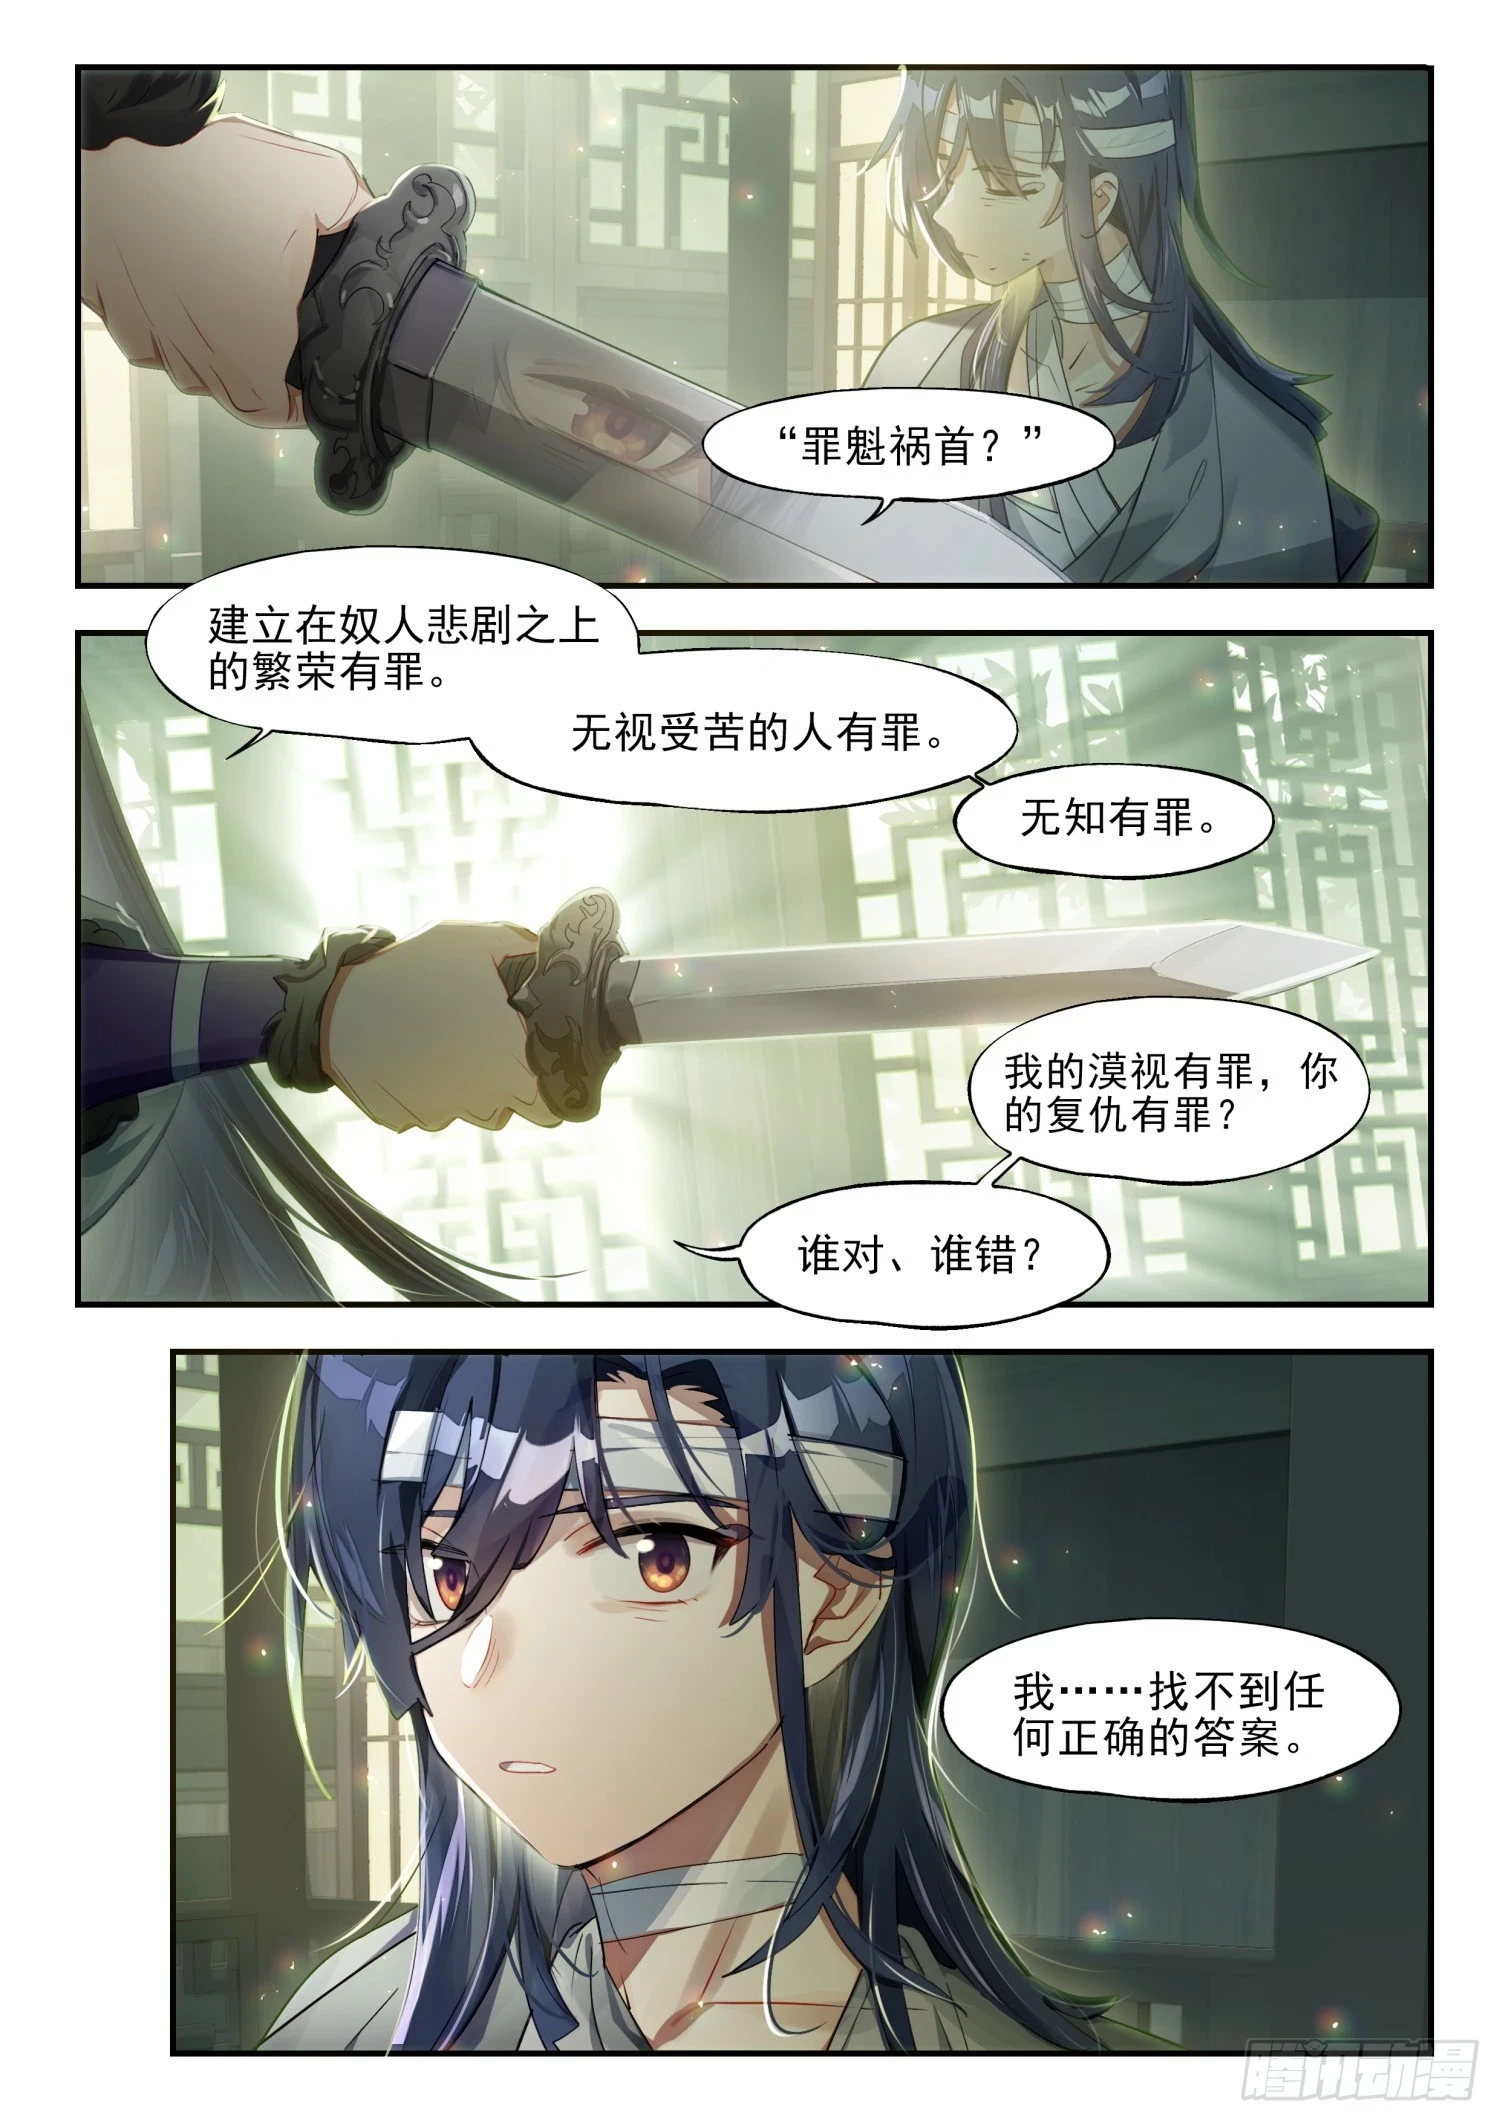 “罪魁祸首？”
建立在奴人悲剧之上
的繁荣有罪。
无视受苦的人有罪。
无知有罪。
我的漠视有罪，你
的复仇有罪？
谁对、谁错？
我⋯⋯找不到任
何正确的答案。
腾讯动漫